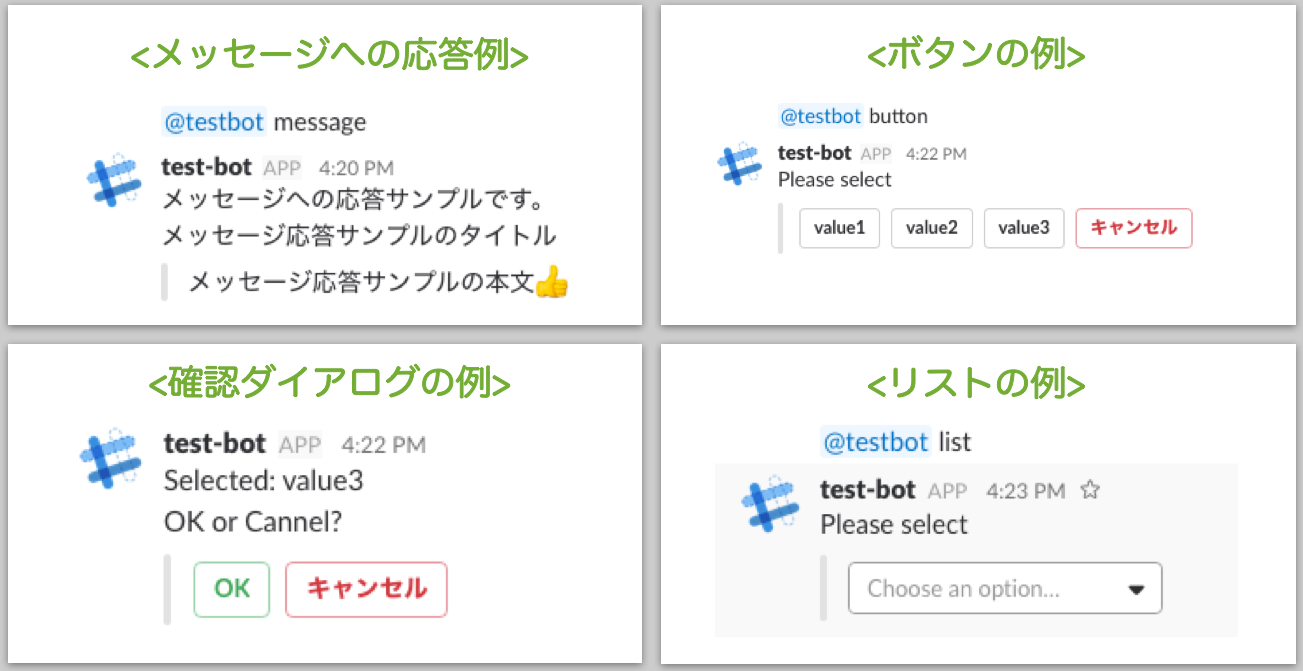 <メッセージへの応答例>
@testbot message
test-bot APP 4:20 PM
メッセージへの応答サンプルです。
メッセージ応答サンプルのタイトル
メッセージ応答サンプルの本文👍
<ボタンの例>
@testbot button
test-bot APP 4:22 PM
Please select
value1 value2 value3 キャンセル
<確認ダイアログの例>
test-bot APP 4:22 PM
Selected: value3
OK or Cannel?
OK キャンセル
<リストの例>
@testbot list
test-bot APP 4:23 PM ☆
Please select
Choose an option...